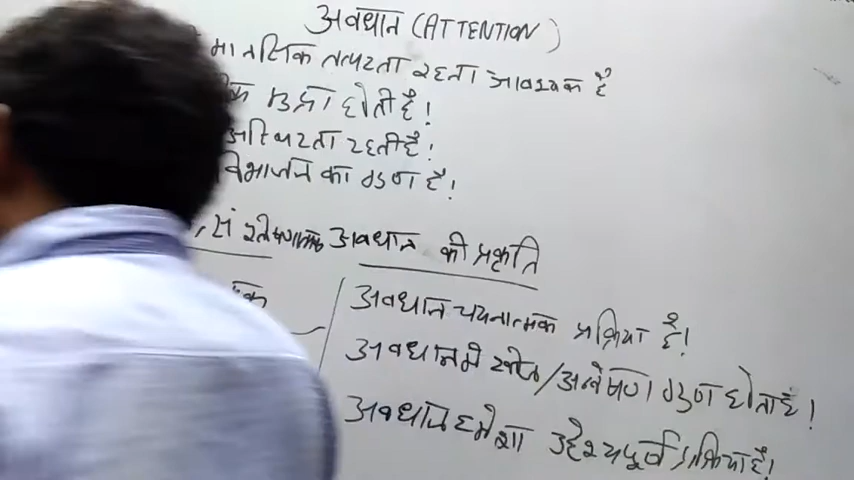 अवधान (ATTENTION)
मानसिक तत्परता रहना आवश्यक है
मुद्रा होती है!
अस्थिरता रहती है!
विभाजन का गुण है!
अवधान की प्रकृति
अवधान चयनात्मक प्रक्रिया है!
अवधान में खोज/अन्वेषण गुण होता है!
अवधान हमेशा उद्देश्यपूर्ण प्रक्रिया है!